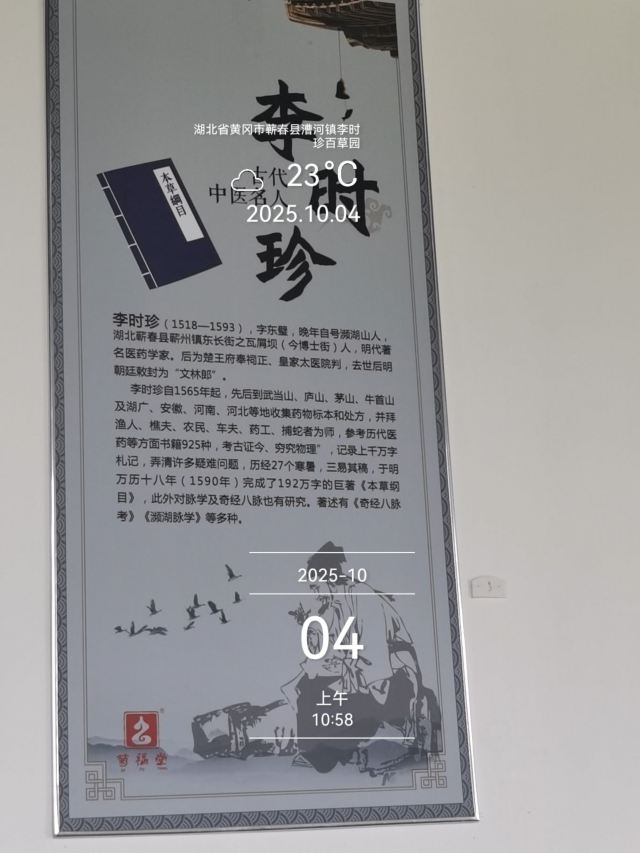 李时珍
湖北省黄冈市蕲春县漕河镇李时
珍百草园
23℃
2025.10.04
古代
中医名人
本草綱目
李时珍（1518—1593），字东璧，晚年自号濒湖山人，
湖北蕲春县蕲州镇东长街之瓦屑坝（今博士街）人，明代著
名医药学家。后为楚王府奉祠正、皇家太医院判，去世后明
朝廷敕封为“文林郎”。
李时珍自1565年起，先后到武当山、庐山、茅山、牛首山
及湖广、安徽、河南、河北等地收集药物标本和处方，并拜
渔人、樵夫、农民、车夫、药工、捕蛇者为师，参考历代医
药等方面书籍925种，考古证今、穷究物理”，记录上千万字
札记，弄清许多疑难问题，历经27个寒暑，三易其稿，于明
万历十八年（1590年）完成了192万字的巨著《本草纲
目》，此外对脉学及奇经八脉也有研究。著述有《奇经八脉
考》《濒湖脉学》等多种。
2025-10
04
上午
10:58